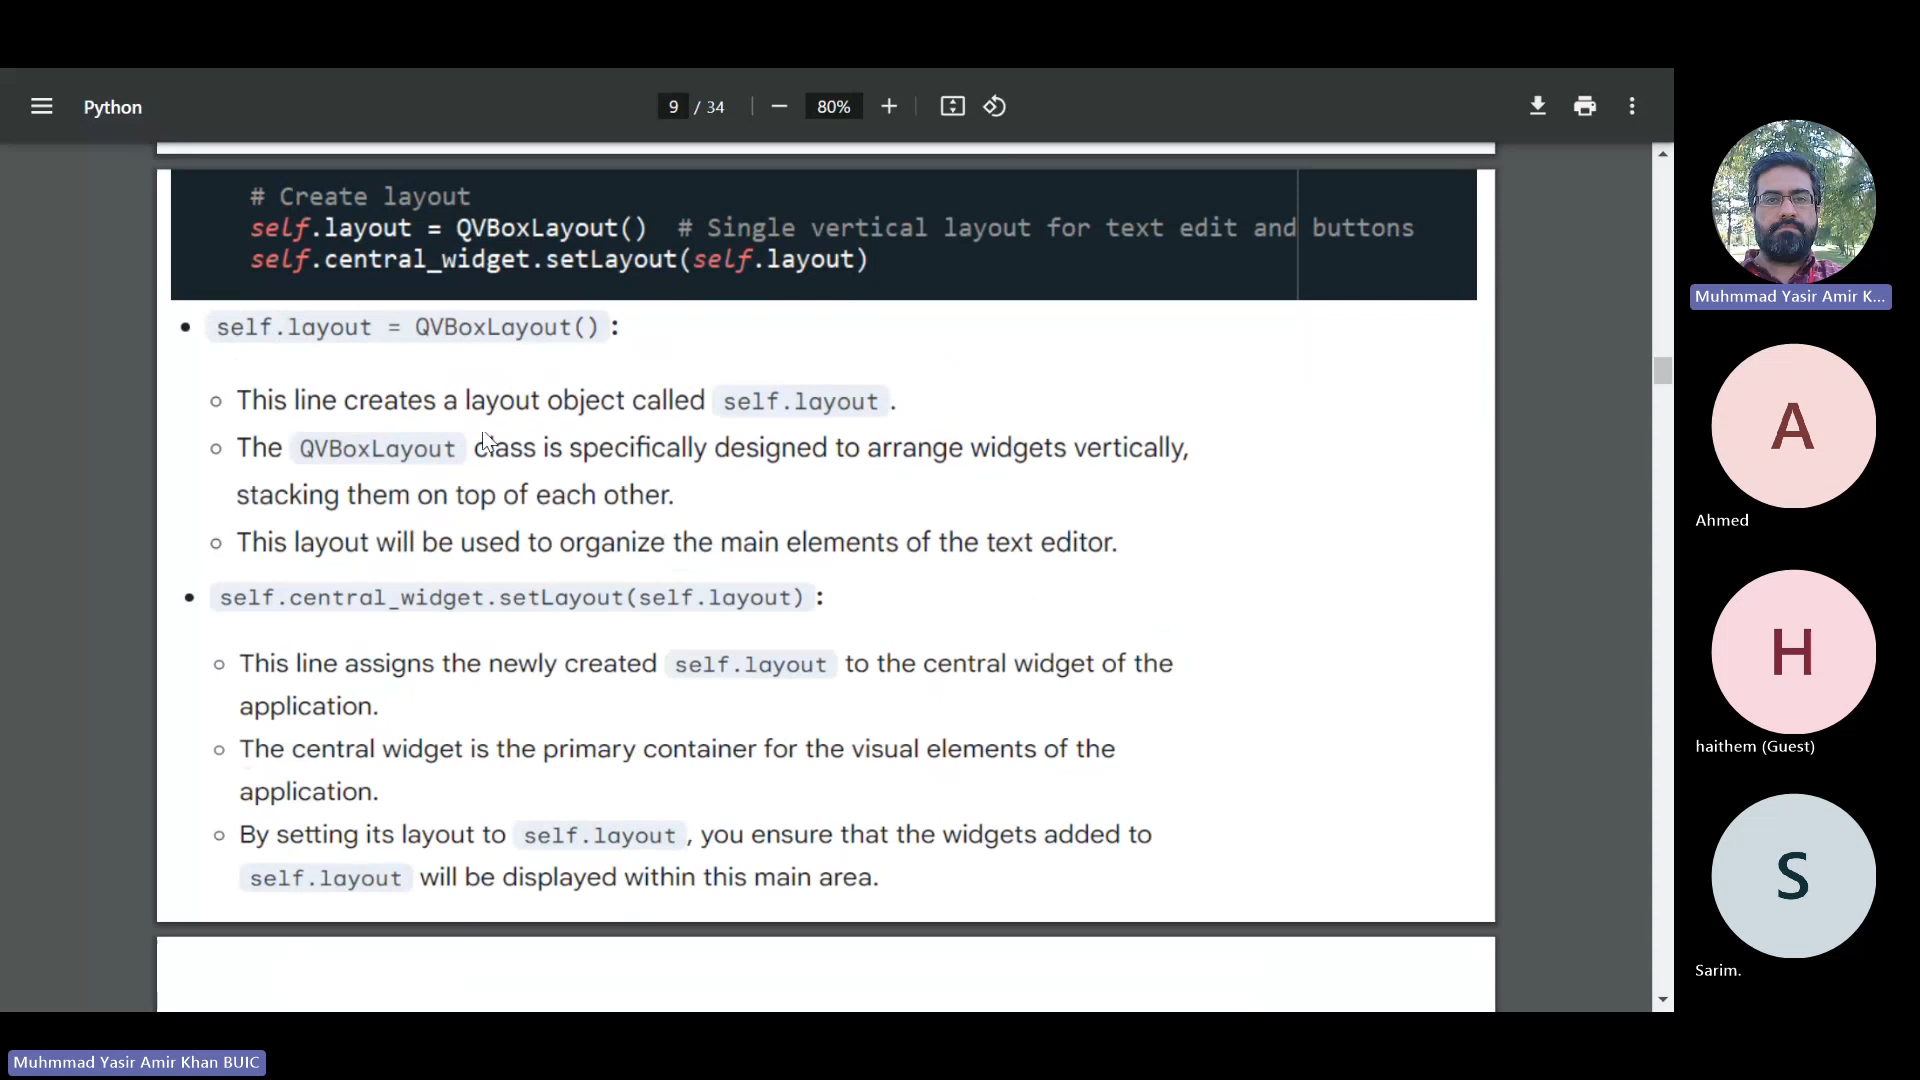 Python
9 / 34
80%
# Create layout
self.layout = QVBoxLayout()  # Single vertical layout for text edit and buttons
self.central_widget.setLayout(self.layout)
• self.layout = QVBoxLayout() :
○ This line creates a layout object called self.layout .
○ The QVBoxLayout class is specifically designed to arrange widgets vertically,
stacking them on top of each other.
○ This layout will be used to organize the main elements of the text editor.
• self.central_widget.setLayout(self.layout) :
○ This line assigns the newly created self.layout to the central widget of the
application.
○ The central widget is the primary container for the visual elements of the
application.
○ By setting its layout to self.layout , you ensure that the widgets added to
self.layout will be displayed within this main area.
Muhmmad Yasir Amir K...
A
Ahmed
H
haithem (Guest)
S
Sarim.
Muhmmad Yasir Amir Khan BUIC